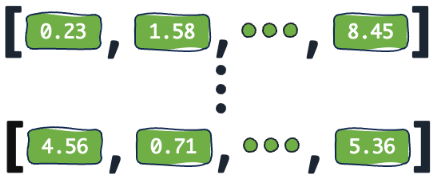 [0.23, 1.58, ..., 8.45]
⋮
[4.56, 0.71, ..., 5.36]